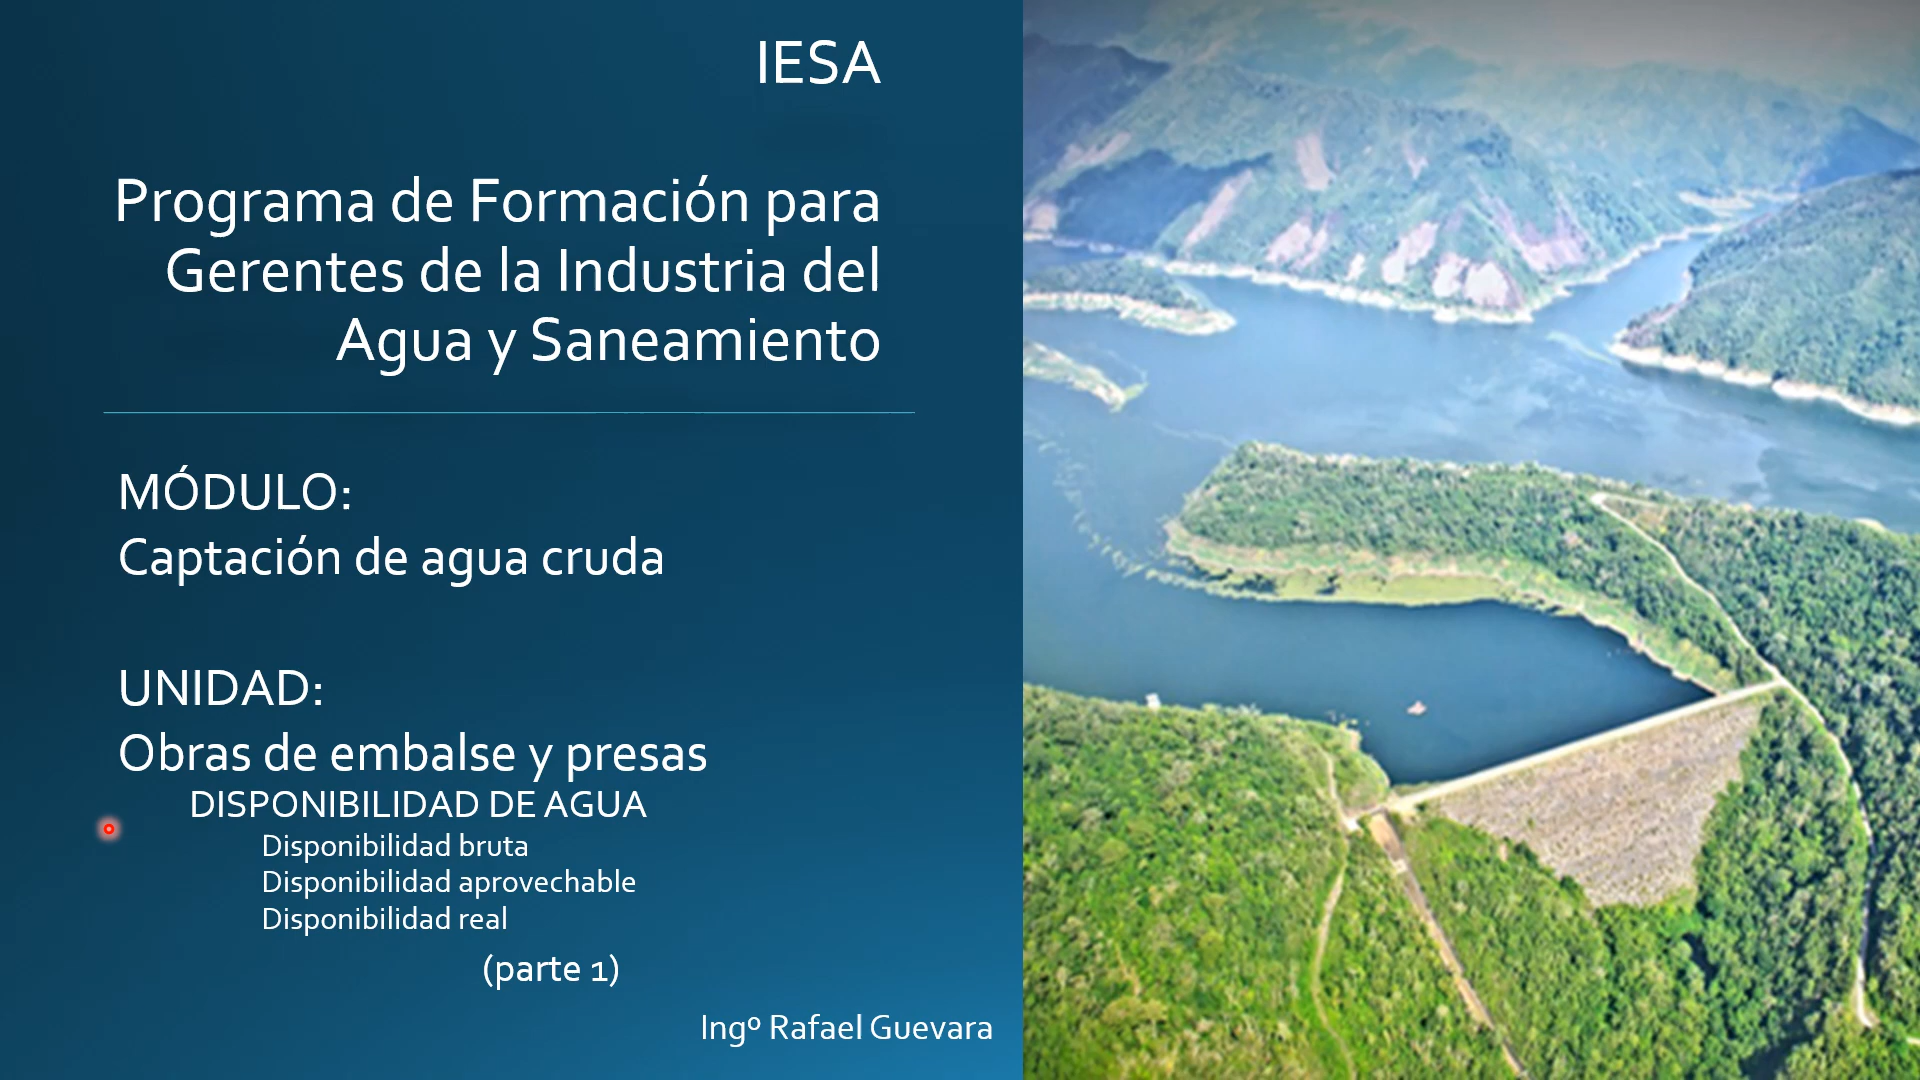 IESA
Programa de Formación para
Gerentes de la Industria del
Agua y Saneamiento
MÓDULO:
Captación de agua cruda
UNIDAD:
Obras de embalse y presas
DISPONIBILIDAD DE AGUA
Disponibilidad bruta
Disponibilidad aprovechable
Disponibilidad real
(parte 1)
Ingº Rafael Guevara